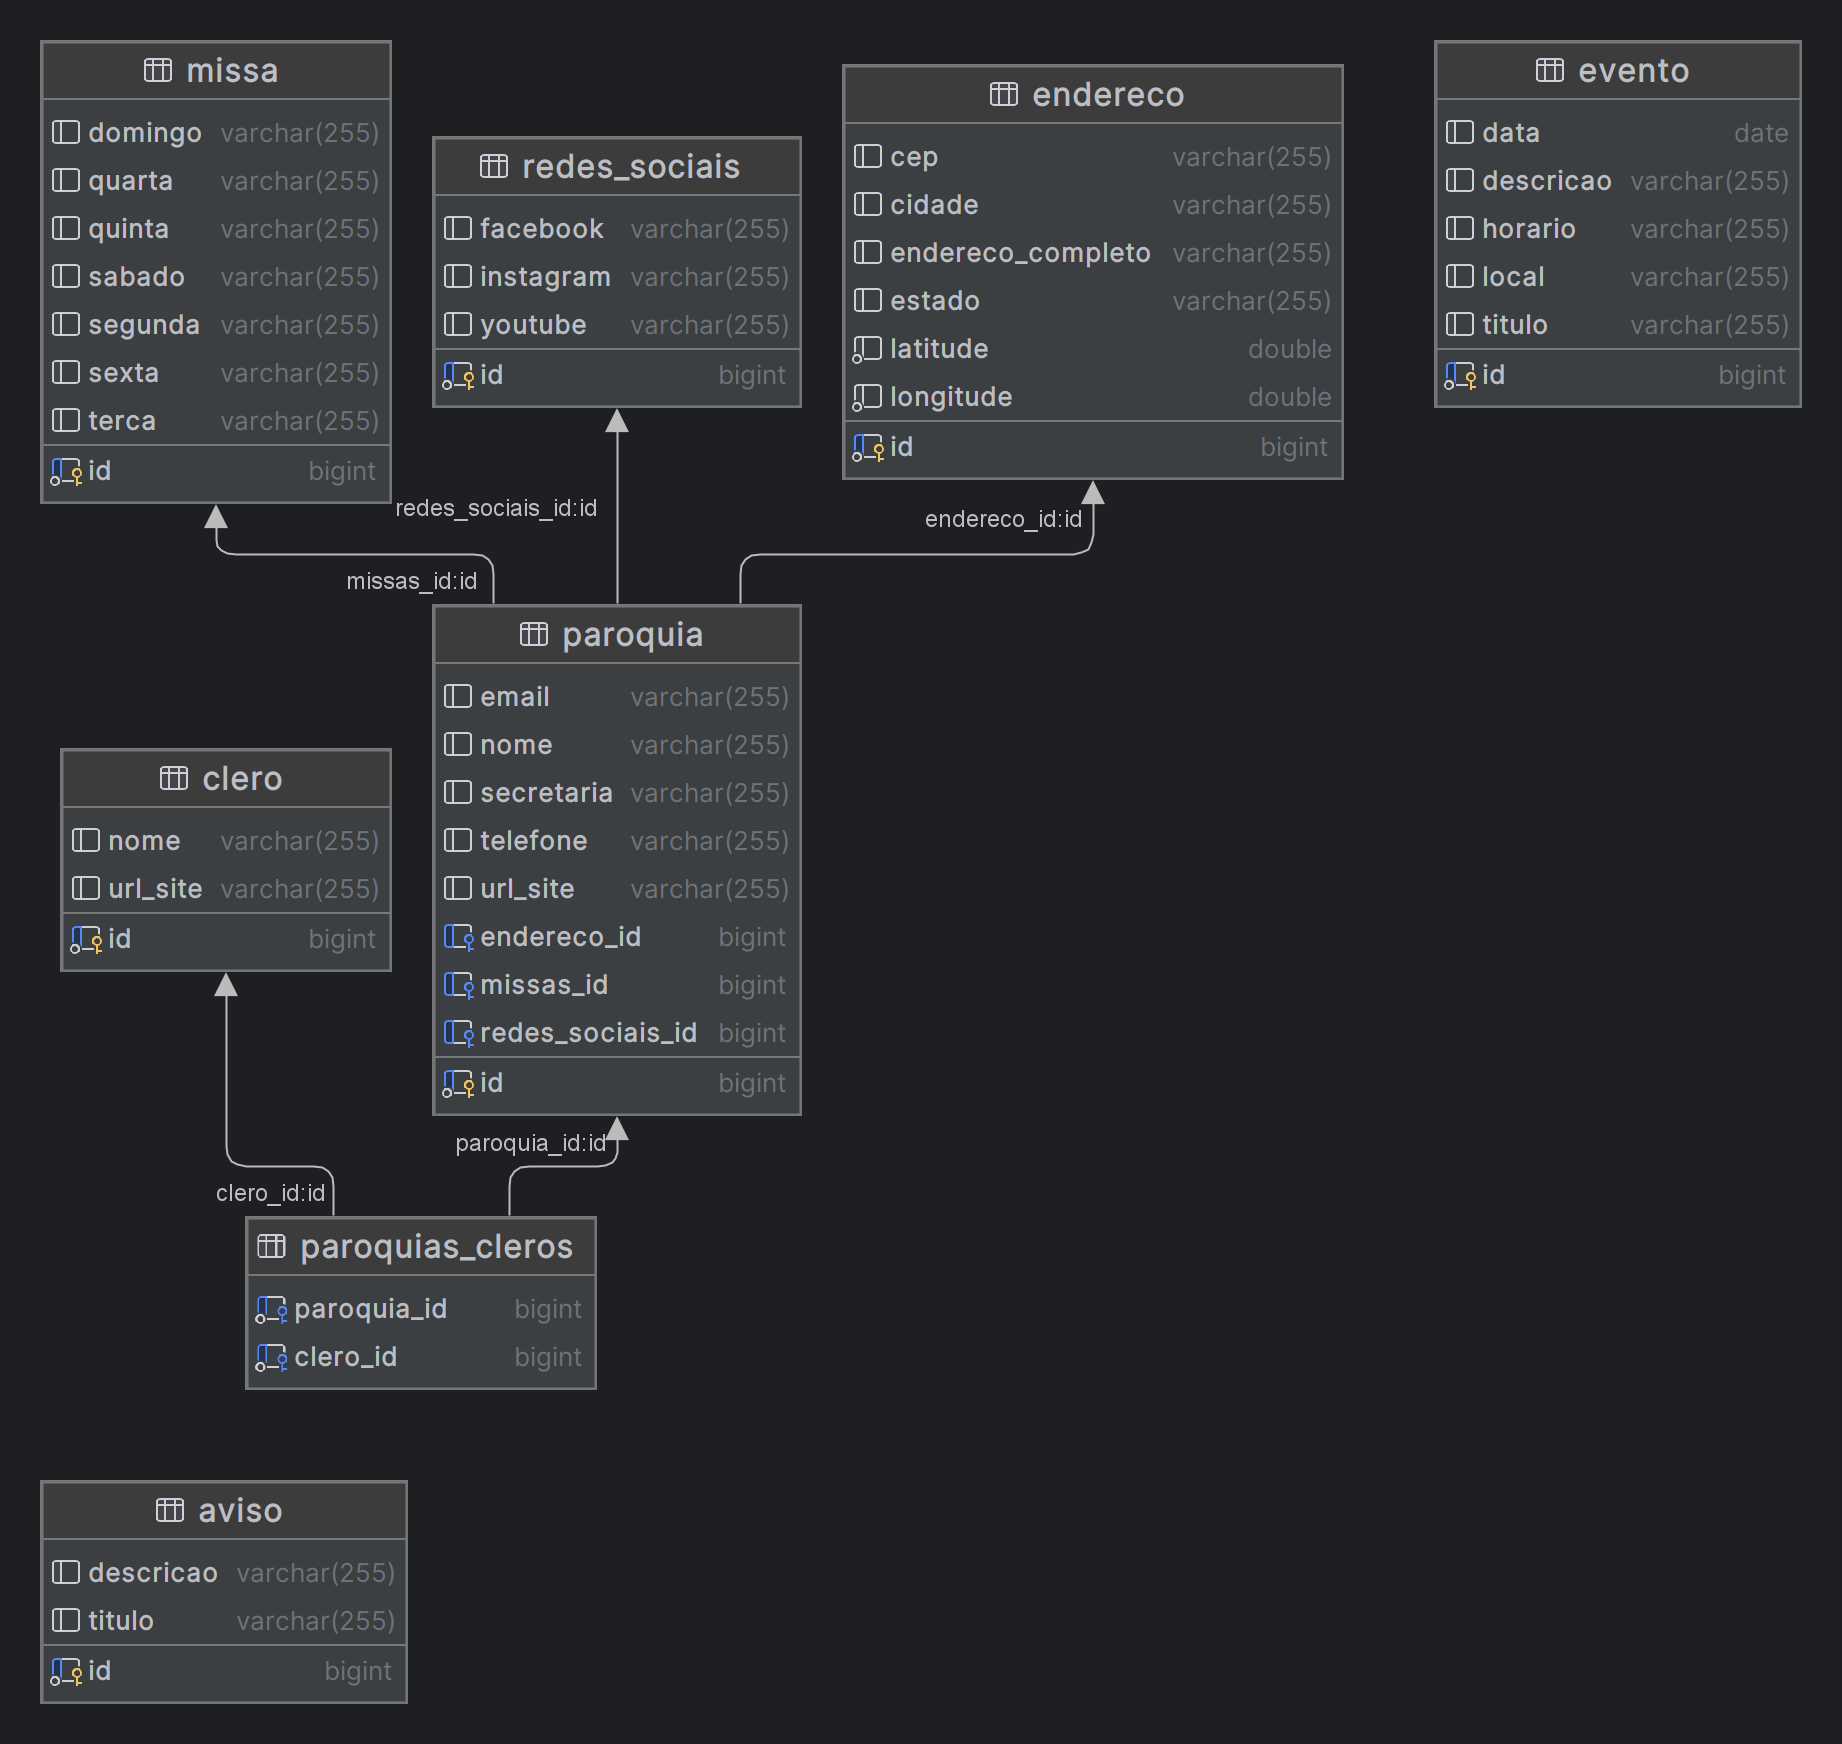 missa
domingo varchar(255)
quarta varchar(255)
quinta varchar(255)
sabado varchar(255)
segunda varchar(255)
sexta varchar(255)
terca varchar(255)
id bigint
redes_sociais
facebook varchar(255)
instagram varchar(255)
youtube varchar(255)
id bigint
endereco
cep varchar(255)
cidade varchar(255)
endereco_completo varchar(255)
estado varchar(255)
latitude double
longitude double
id bigint
evento
data date
descricao varchar(255)
horario varchar(255)
local varchar(255)
titulo varchar(255)
id bigint
redes_sociais_id:id
endereco_id:id
missas_id:id
paroquia
email varchar(255)
nome varchar(255)
secretaria varchar(255)
telefone varchar(255)
url_site varchar(255)
endereco_id bigint
missas_id bigint
redes_sociais_id bigint
id bigint
clero
nome varchar(255)
url_site varchar(255)
id bigint
paroquia_id:id
clero_id:id
paroquias_cleros
paroquia_id bigint
clero_id bigint
aviso
descricao varchar(255)
titulo varchar(255)
id bigint